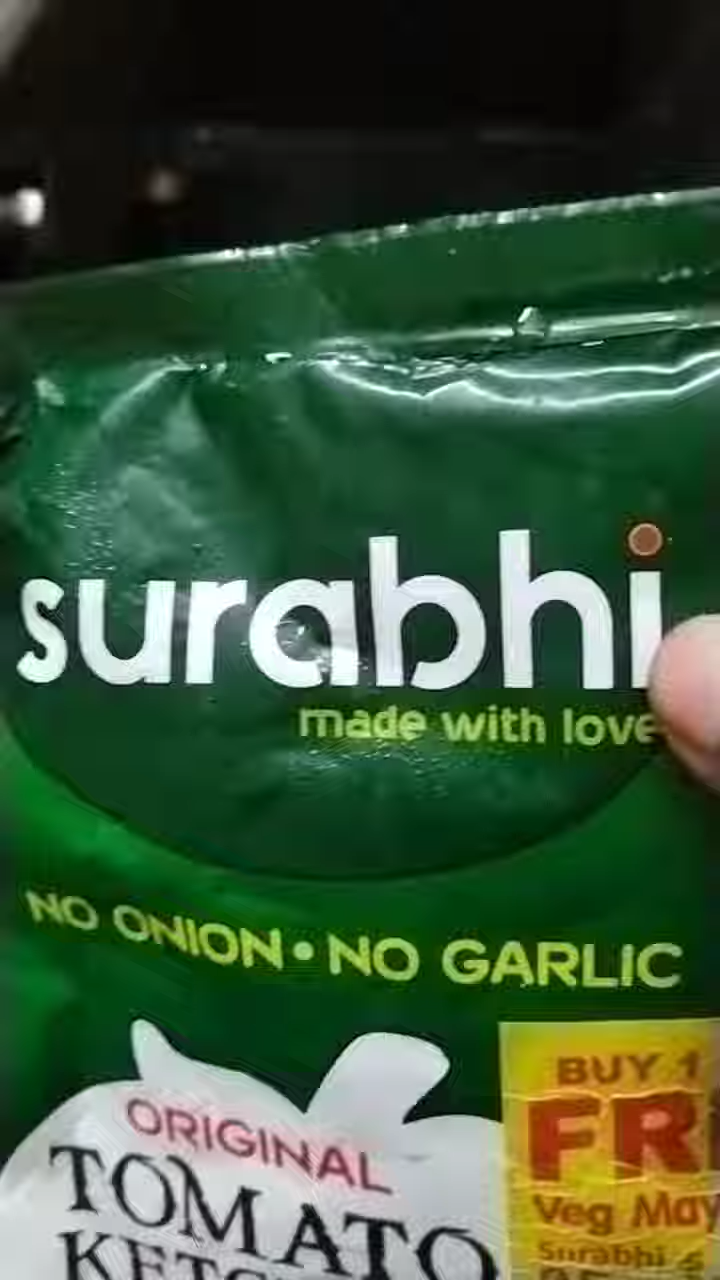 surabhi
made with love
NO ONION • NO GARLIC
ORIGINAL
TOMATO
BUY 1
Veg
Surabhi